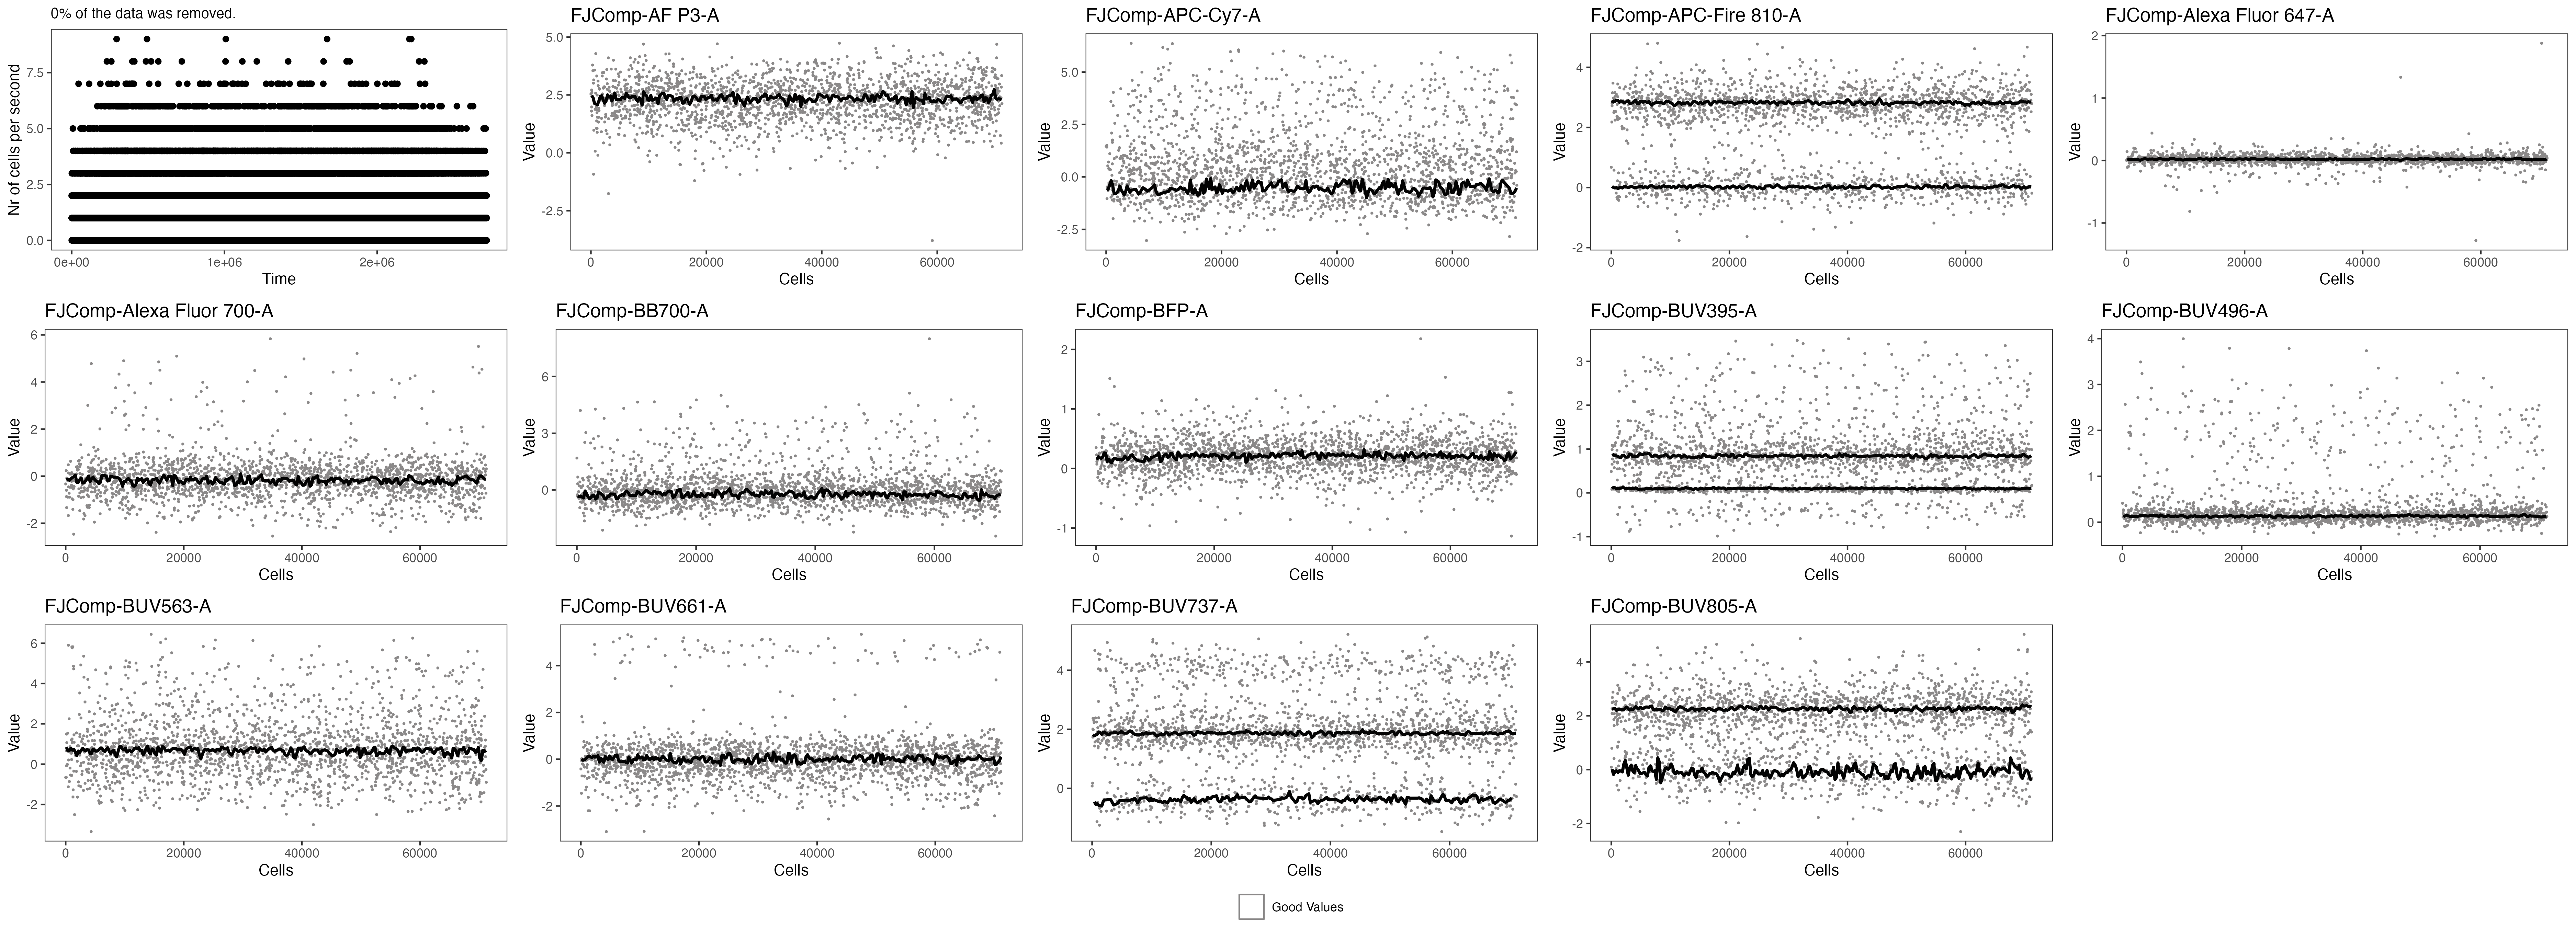 0% of the data was removed.
Nr of cells per second
7.5
5.0
2.5
0.0
0e+00 1e+06 2e+06
Time
FJComp-AF P3-A
Value
5.0
2.5
0.0
-2.5
0 20000 40000 60000
Cells
FJComp-APC-Cy7-A
Value
5.0
2.5
0.0
-2.5
0 20000 40000 60000
Cells
FJComp-APC-Fire 810-A
Value
4
2
0
-2
0 20000 40000 60000
Cells
FJComp-Alexa Fluor 647-A
Value
2
1
0
-1
0 20000 40000 60000
Cells
FJComp-Alexa Fluor 700-A
Value
6
4
2
0
-2
0 20000 40000 60000
Cells
FJComp-BB700-A
Value
6
3
0
0 20000 40000 60000
Cells
FJComp-BFP-A
Value
2
1
0
-1
0 20000 40000 60000
Cells
FJComp-BUV395-A
Value
3
2
1
0
-1
0 20000 40000 60000
Cells
FJComp-BUV496-A
Value
4
3
2
1
0
0 20000 40000 60000
Cells
FJComp-BUV563-A
Value
6
4
2
0
-2
0 20000 40000 60000
Cells
FJComp-BUV661-A
Value
4
2
0
-2
0 20000 40000 60000
Cells
FJComp-BUV737-A
Value
4
2
0
0 20000 40000 60000
Cells
FJComp-BUV805-A
Value
4
2
0
-2
0 20000 40000 60000
Cells
Good Values